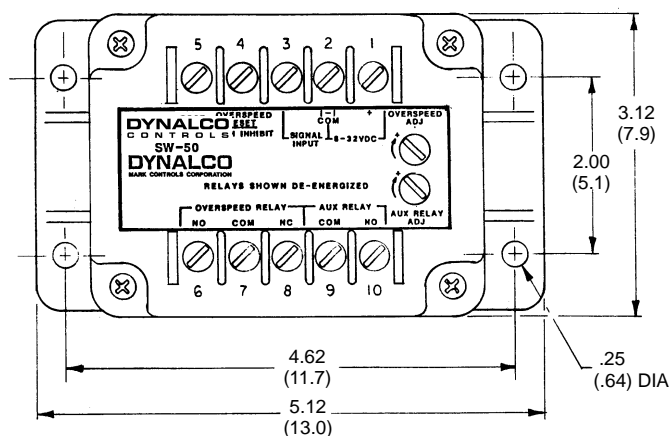 5 4 3 2 1
OVERSPEED
DYNALCO
CONTROLS
INHIBIT
SW-50
DYNALCO
MARK CONTROLS CORPORATION
SIGNAL
INPUT
(-)
COM
+
8-32VDC
OVERSPEED
ADJ
RELAYS SHOWN DE-ENERGIZED
OVERSPEED RELAY
AUX RELAY
NO COM NC COM NO
AUX RELAY
ADJ
6 7 8 9 10
3.12
(7.9)
2.00
(5.1)
4.62
(11.7)
5.12
(13.0)
.25
(.64) DIA